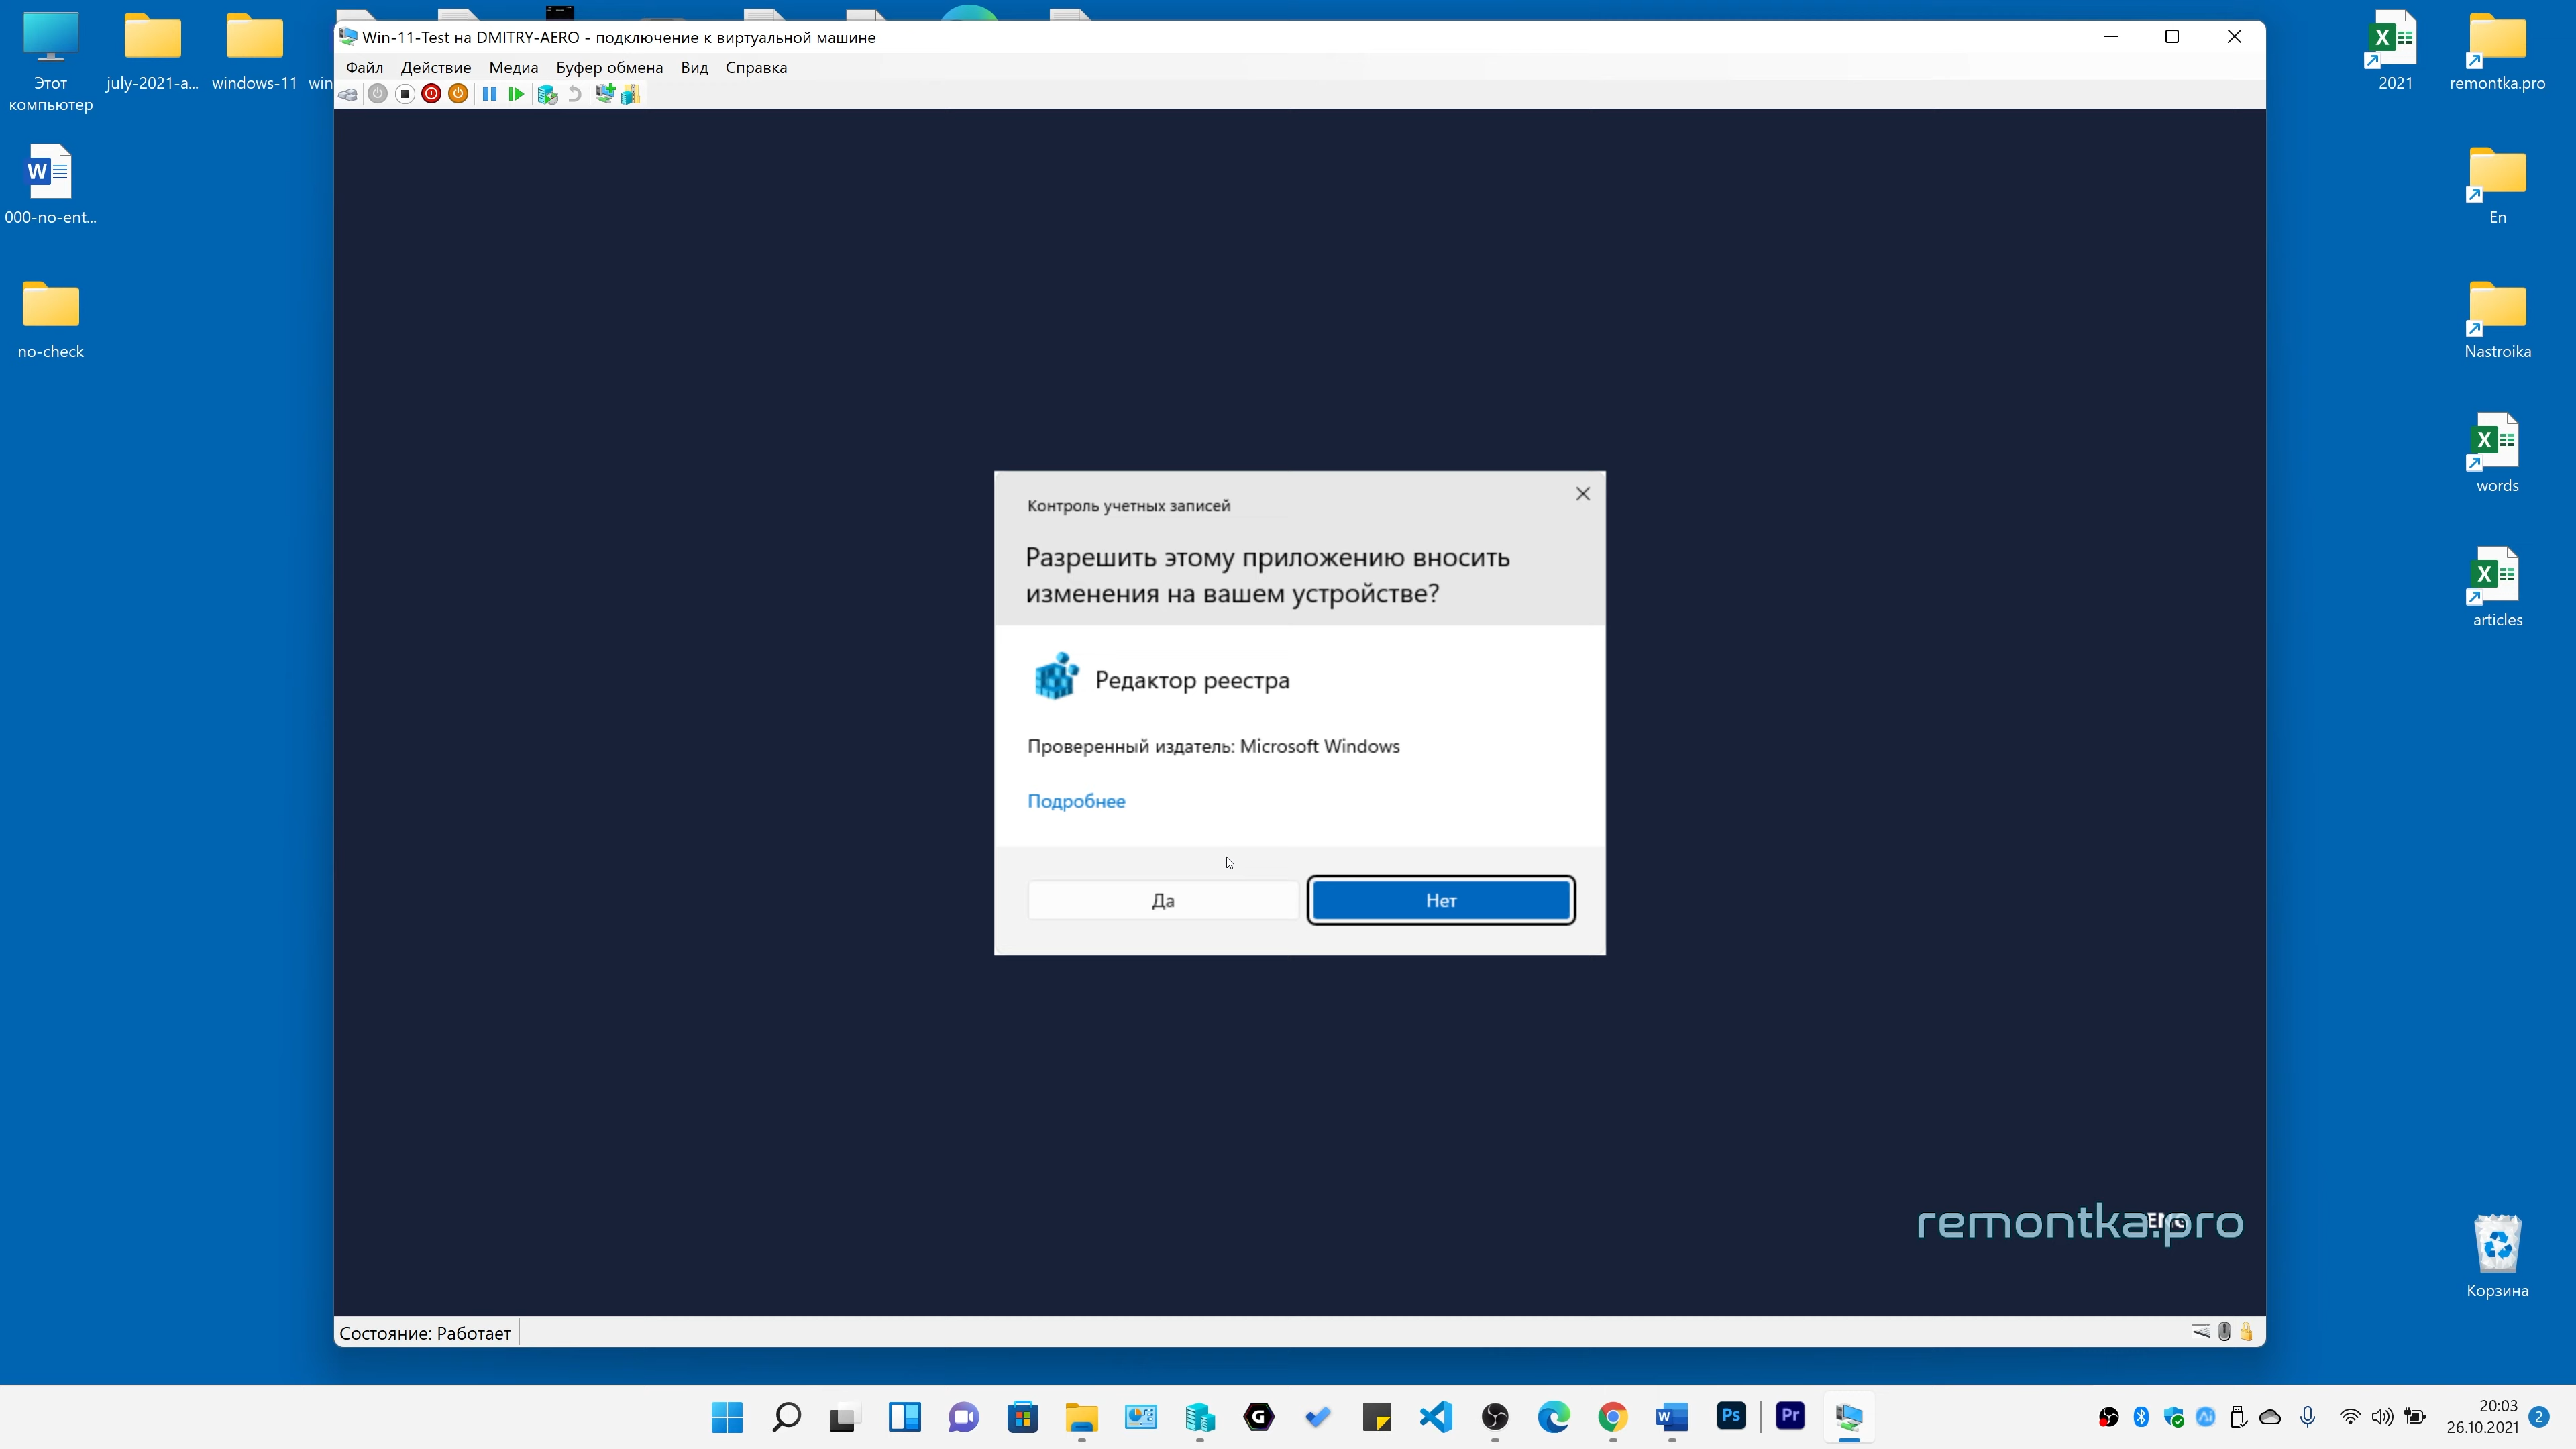 Win-11-Test на DMITRY-AERO - подключение к виртуальной машине
Файл Действие Медиа Буфер обмена Вид Справка
Этот
компьютер
july-2021-a...
windows-11
win
000-no-ent...
no-check
2021
remontka.pro
En
Nastroika
words
articles
Корзина
Контроль учетных записей
Разрешить этому приложению вносить
изменения на вашем устройстве?
Редактор реестра
Проверенный издатель: Microsoft Windows
Подробнее
Да
Нет
remontka.pro
Состояние: Работает
20:03
26.10.2021
2